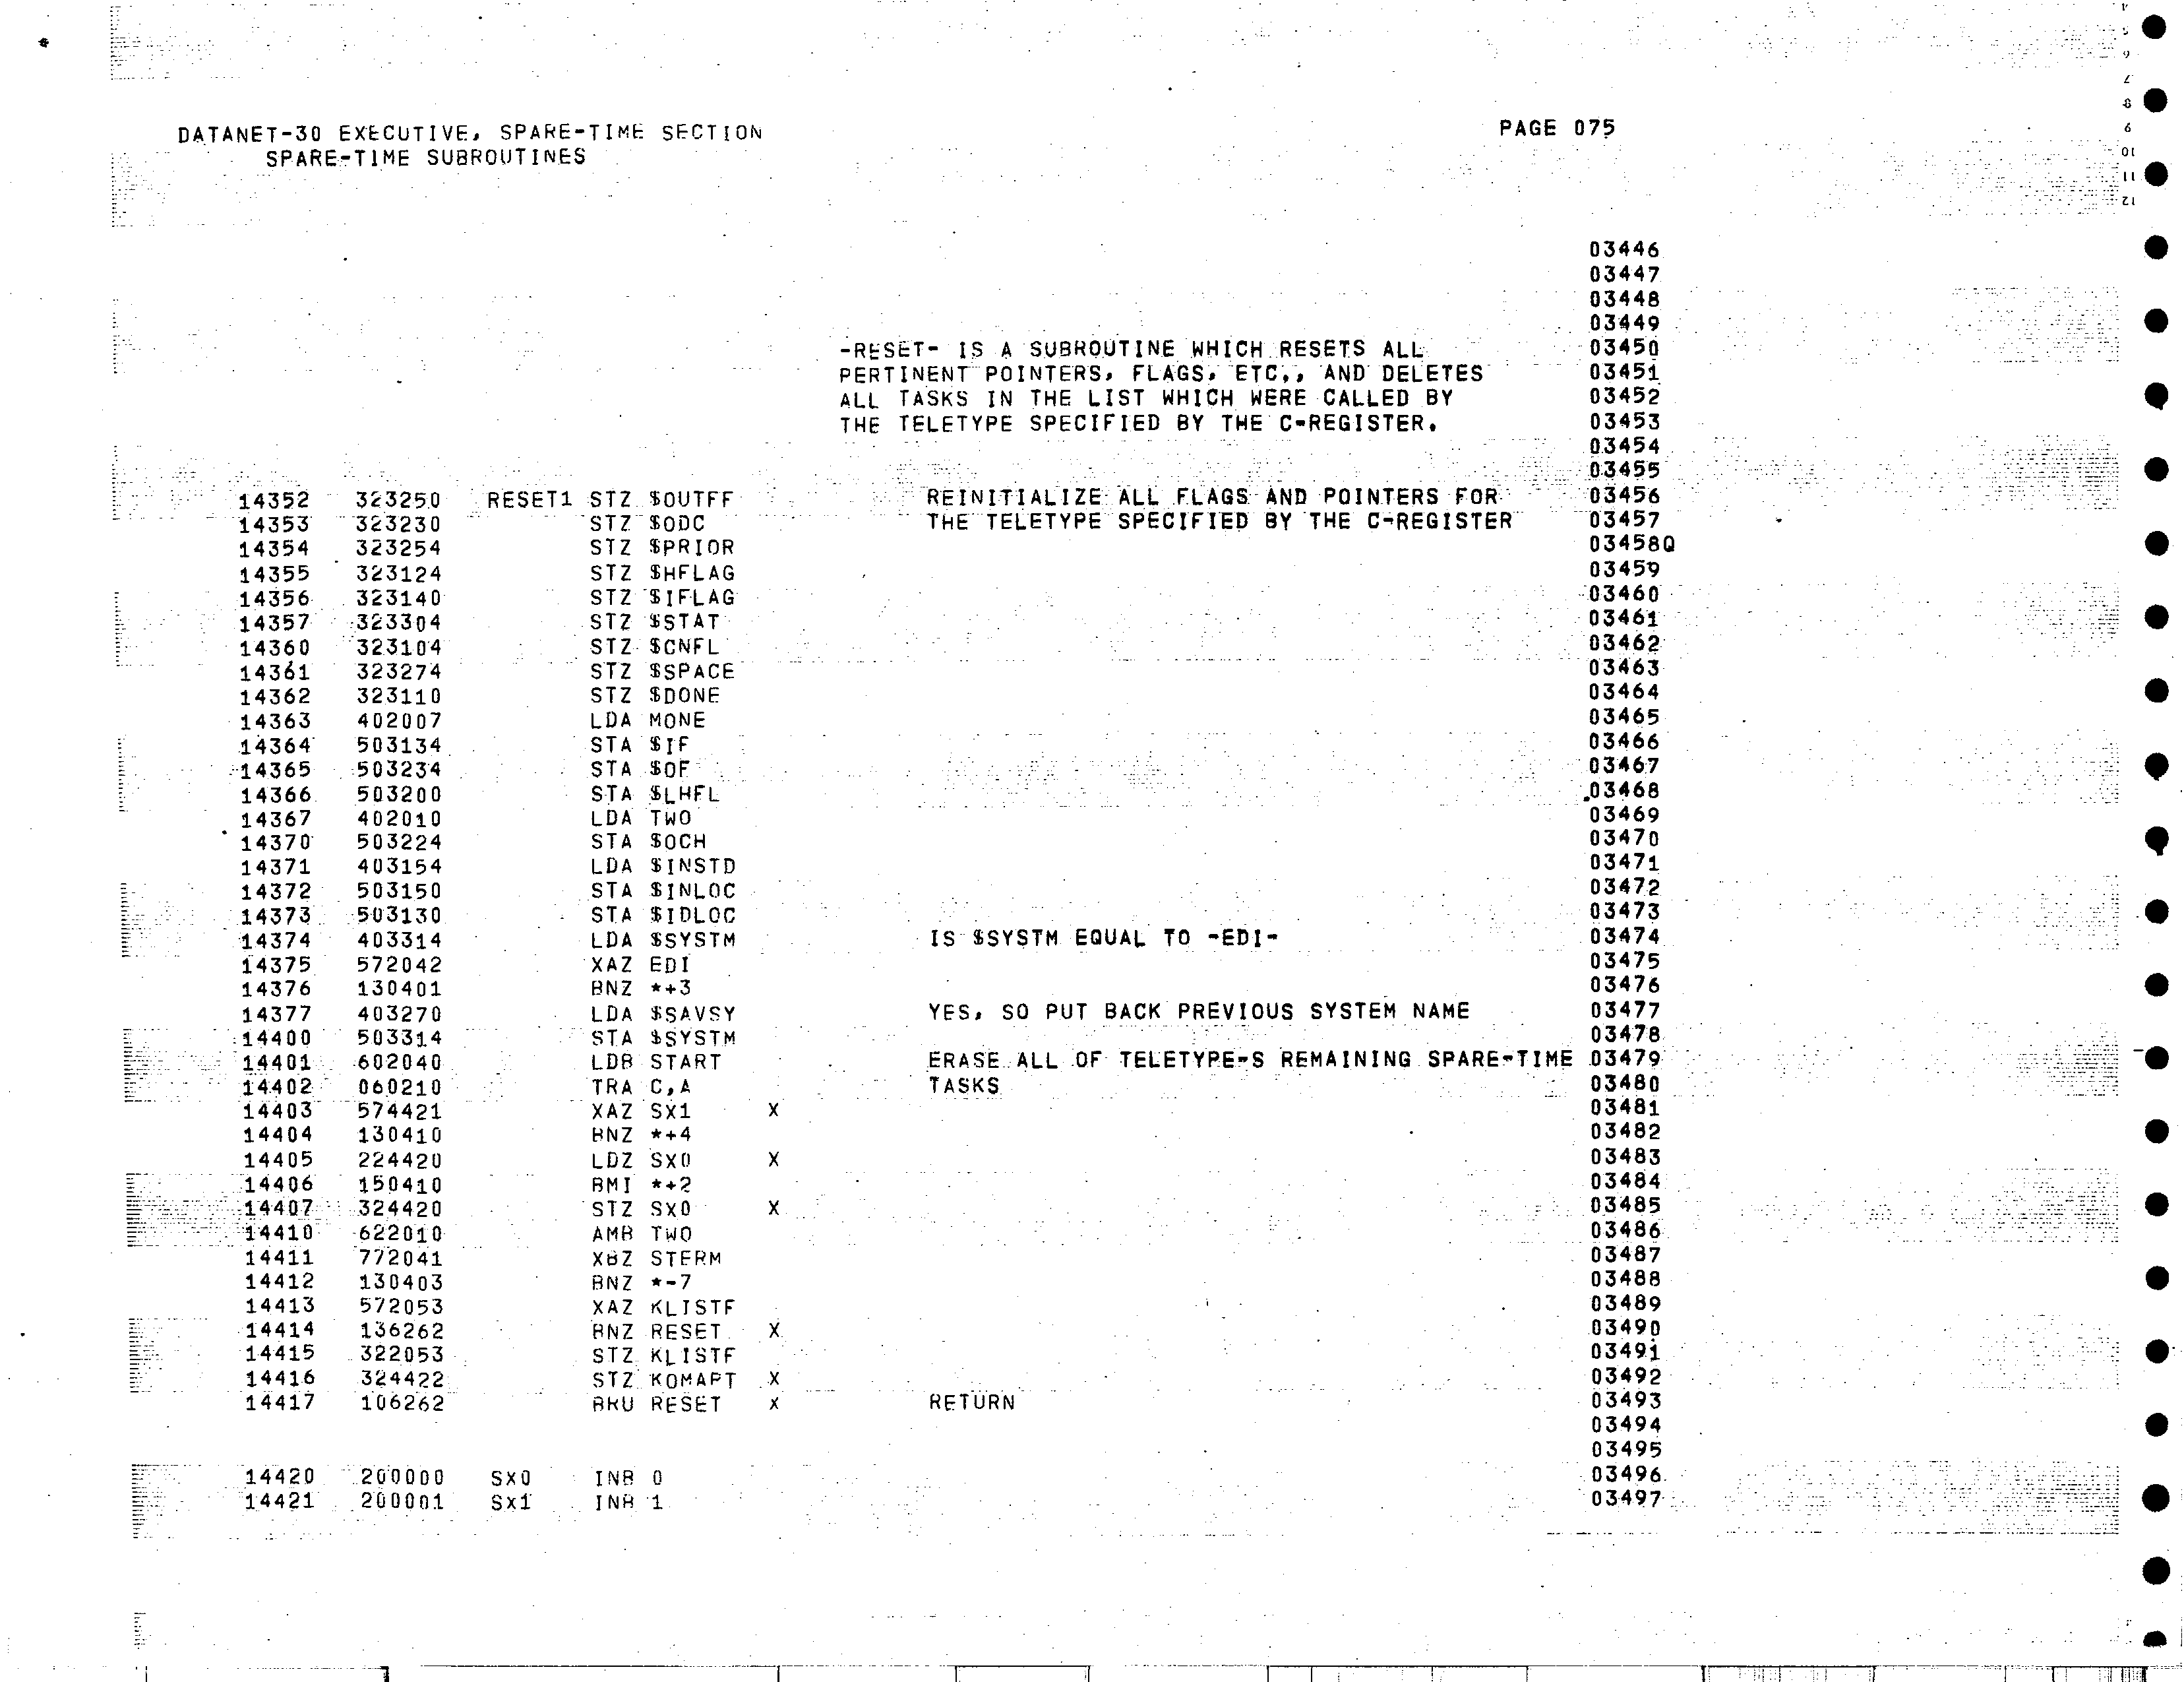 DATANET-30 EXECUTIVE, SPARE-TIME SECTION PAGE 075
SPARE-TIME SUBROUTINES
03446
03447
03448
03449
-RESET- IS A SUBROUTINE WHICH RESETS ALL 03450
PERTINENT POINTERS, FLAGS, ETC,, AND DELETES 03451
ALL TASKS IN THE LIST WHICH WERE CALLED BY 03452
THE TELETYPE SPECIFIED BY THE C-REGISTER. 03453
03454
03455
14352 323250 RESET1 STZ $OUTFF REINITIALIZE ALL FLAGS AND POINTERS FOR 03456
14353 323230 STZ $ODC THE TELETYPE SPECIFIED BY THE C-REGISTER 03457
14354 323254 STZ $PRIOR 03458Q
14355 323124 STZ $HFLAG 03459
14356 323140 STZ $IFLAG 03460
14357 323304 STZ $STAT 03461
14360 323104 STZ $CNFL 03462
14361 323274 STZ $SPACE 03463
14362 323110 STZ $DONE 03464
14363 402007 LDA MONE 03465
14364 503134 STA $IF 03466
14365 503234 STA $OF 03467
14366 503200 STA $LHFL 03468
14367 402010 LDA TWO 03469
14370 503224 STA $OCH 03470
14371 403154 LDA $INSTD 03471
14372 503150 STA $INLOC 03472
14373 503130 STA $IDLOC 03473
14374 403314 LDA $SYSTM IS $SYSTM EQUAL TO -EDI- 03474
14375 572042 XAZ EDI 03475
14376 130401 BNZ *+3 03476
14377 403270 LDA $SAVSY YES, SO PUT BACK PREVIOUS SYSTEM NAME 03477
14400 503314 STA $SYSTM 03478
14401 602040 LDB START ERASE ALL OF TELETYPE-S REMAINING SPARE-TIME 03479
14402 060210 TRA C,A TASKS 03480
14403 574421 XAZ SX1 X 03481
14404 130410 BNZ *+4 03482
14405 224420 LDZ SX0 X 03483
14406 150410 BMI *+2 03484
14407 324420 STZ SX0 X 03485
14410 622010 AMB TWO 03486
14411 772041 XBZ STERM 03487
14412 130403 BNZ *-7 03488
14413 572053 XAZ KLISTF 03489
14414 136262 BNZ RESET X 03490
14415 322053 STZ KLISTF 03491
14416 324422 STZ KOMAPT X 03492
14417 106262 BRU RESET X RETURN 03493
03494
03495
14420 200000 SX0 INB 0 03496
14421 200001 SX1 INB 1 03497